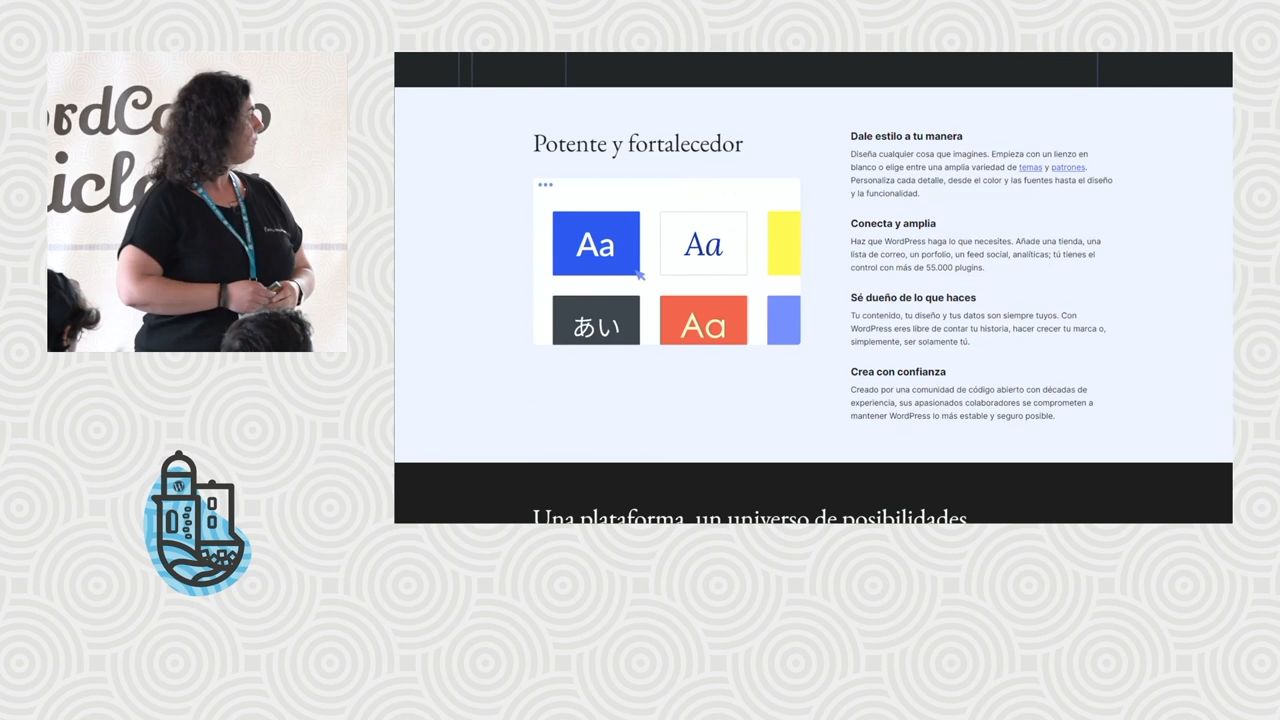 Potente y fortalecedor
Aa
Aa
あい
Aa
Dale estilo a tu manera
Diseña cualquier cosa que imagines. Empieza con un lienzo en
blanco o elige entre una amplia variedad de temas y patrones.
Personaliza cada detalle, desde el color y las fuentes hasta el diseño
y la funcionalidad.
Conecta y amplia
Haz que WordPress haga lo que necesites. Añade una tienda, una
lista de correo, un porfolio, un feed social, analíticas; tú tienes el
control con más de 55.000 plugins.
Sé dueño de lo que haces
Tu contenido, tu diseño y tus datos son siempre tuyos. Con
WordPress eres libre de contar tu historia, hacer crecer tu marca o,
simplemente, ser solamente tú.
Crea con confianza
Creado por una comunidad de código abierto con décadas de
experiencia, sus apasionados colaboradores se comprometen a
mantener WordPress lo más estable y seguro posible.
Una plataforma, un universo de posibilidades